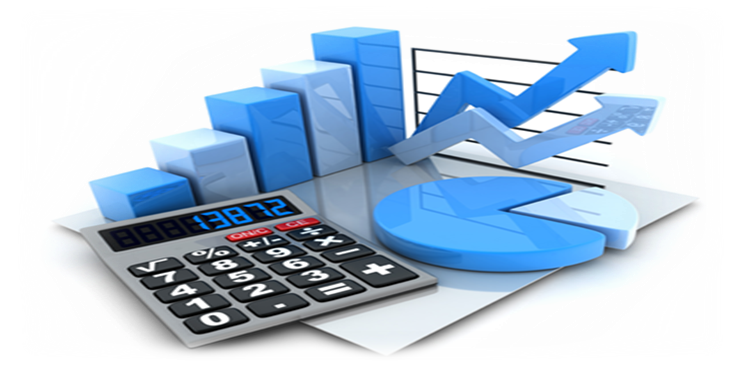 13872
ON/C CE
√ % +/- ÷
7 8 9 ×
4 5 6 −
1 2 3 +
0 . =